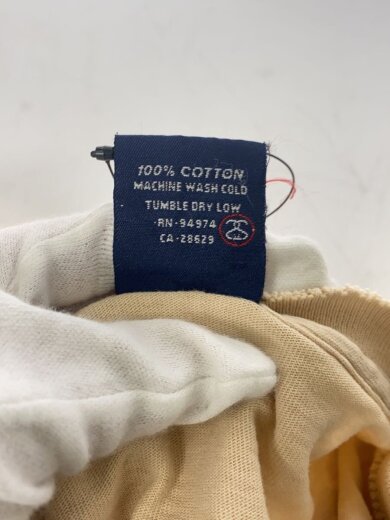 100% COTTON
MACHINE WASH COLD
TUMBLE DRY LOW
RN-94974
CA-28629